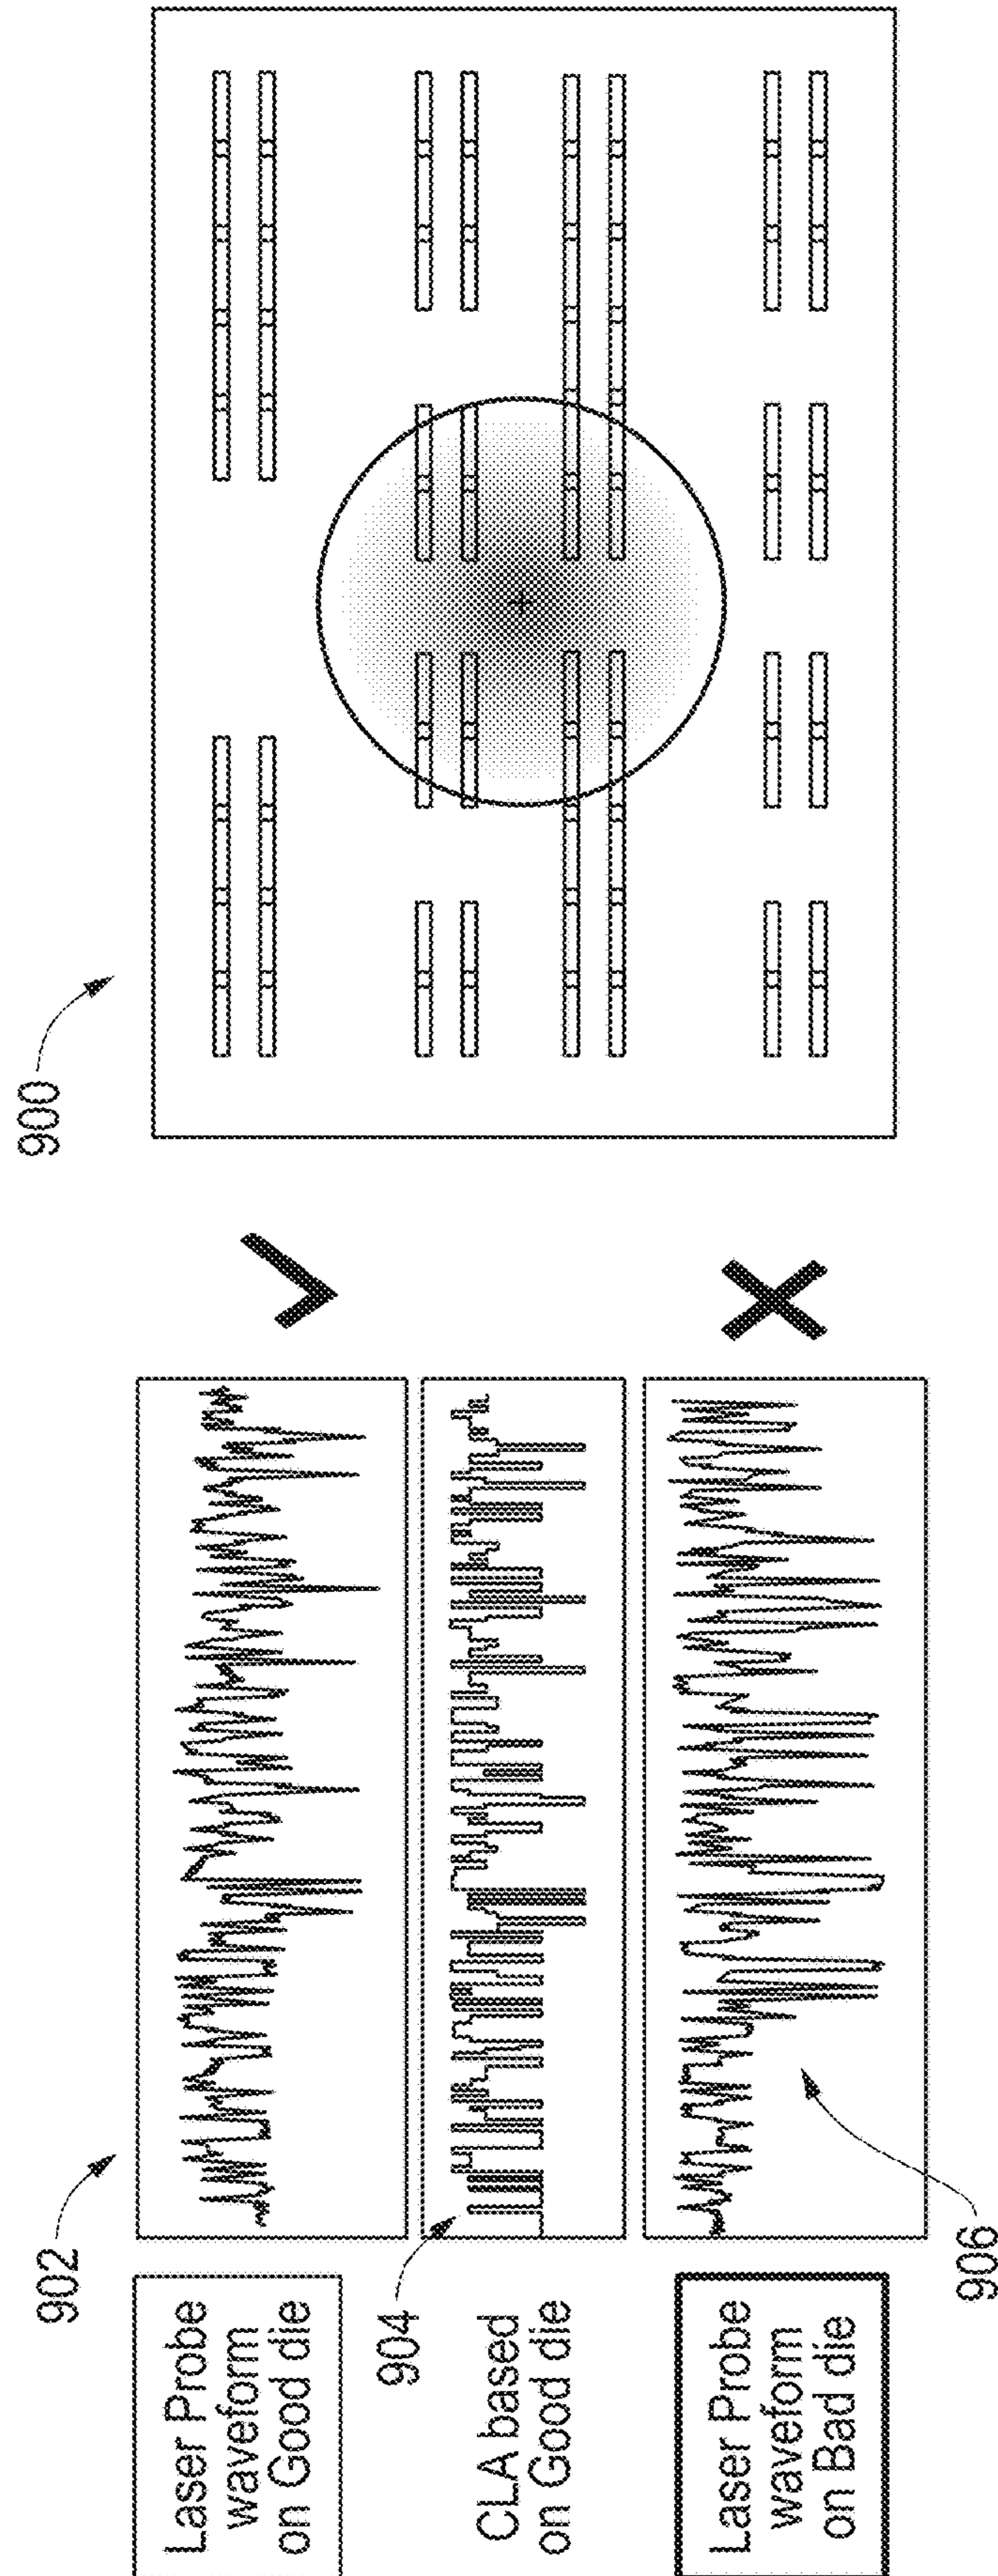 900
902
Laser Probe
waveform
on Good die
904
CLA based
on Good die
Laser Probe
waveform
on Bad die
906